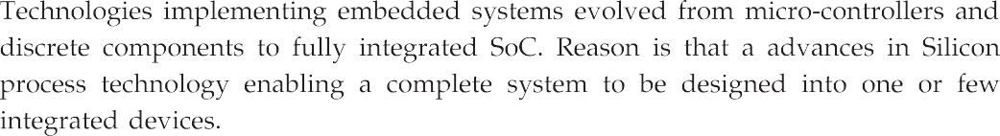 Technologies implementing embedded systems evolved from micro-controllers and
discrete components to fully integrated SoC. Reason is that a advances in Silicon
process technology enabling a complete system to be designed into one or few
integrated devices.